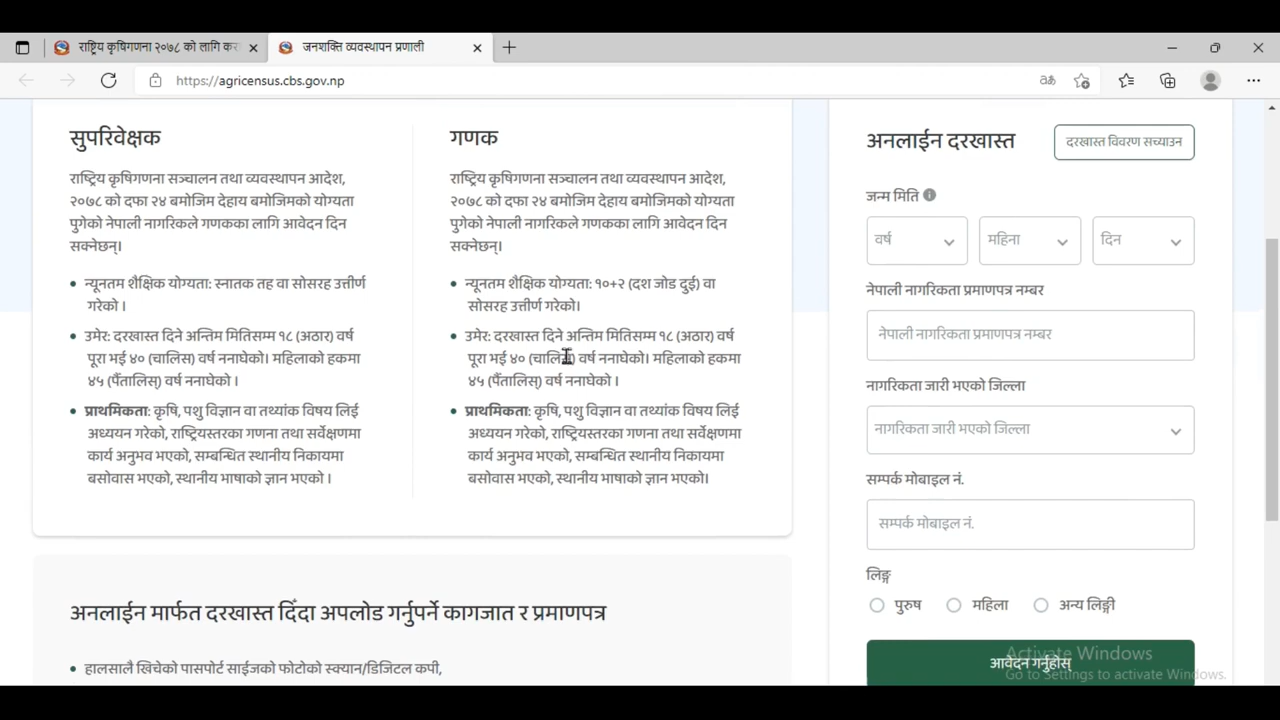 राष्ट्रिय कृषिगणना २०७८ को लागि कर
जनशक्ति व्यवस्थापन प्रणाली
https://agricensus.cbs.gov.np
सुपरिवेक्षक
राष्ट्रिय कृषिगणना सञ्चालन तथा व्यवस्थापन आदेश,
२०७८ को दफा २४ बमोजिम देहाय बमोजिमको योग्यता
पुगेको नेपाली नागरिकले गणकका लागि आवेदन दिन
सक्नेछन्।
• न्यूनतम शैक्षिक योग्यता: स्नातक तह वा सोसरह उत्तीर्ण
गरेको ।
• उमेर: दरखास्त दिने अन्तिम मितिसम्म १८ (अठार) वर्ष
पूरा भई ४० (चालिस) वर्ष ननाघेको। महिलाको हकमा
४५ (पैँतालिस्) वर्ष ननाघेको ।
• प्राथमिकता: कृषि, पशु विज्ञान वा तथ्यांक विषय लिई
अध्ययन गरेको, राष्ट्रियस्तरका गणना तथा सर्वेक्षणमा
कार्य अनुभव भएको, सम्बन्धित स्थानीय निकायमा
बसोवास भएको, स्थानीय भाषाको ज्ञान भएको ।
गणक
राष्ट्रिय कृषिगणना सञ्चालन तथा व्यवस्थापन आदेश,
२०७८ को दफा २४ बमोजिम देहाय बमोजिमको योग्यता
पुगेको नेपाली नागरिकले गणकका लागि आवेदन दिन
सक्नेछन्।
• न्यूनतम शैक्षिक योग्यता: १०+२ (दश जोड दुई) वा
सोसरह उत्तीर्ण गरेको।
• उमेर: दरखास्त दिने अन्तिम मितिसम्म १८ (अठार) वर्ष
पूरा भई ४० (चालिस) वर्ष ननाघेको। महिलाको हकमा
४५ (पैँतालिस्) वर्ष ननाघेको ।
• प्राथमिकता: कृषि, पशु विज्ञान वा तथ्यांक विषय लिई
अध्ययन गरेको, राष्ट्रियस्तरका गणना तथा सर्वेक्षणमा
कार्य अनुभव भएको, सम्बन्धित स्थानीय निकायमा
बसोवास भएको, स्थानीय भाषाको ज्ञान भएको।
अनलाईन मार्फत दरखास्त दिँदा अपलोड गर्नुपर्ने कागजात र प्रमाणपत्र
• हालसालै खिचेको पासपोर्ट साईजको फोटोको स्क्यान/डिजिटल कपी,
अनलाईन दरखास्त
दरखास्त विवरण सच्याउन
जन्म मिति
वर्ष
महिना
दिन
नेपाली नागरिकता प्रमाणपत्र नम्बर
नेपाली नागरिकता प्रमाणपत्र नम्बर
नागरिकता जारी भएको जिल्ला
नागरिकता जारी भएको जिल्ला
सम्पर्क मोबाइल नं.
सम्पर्क मोबाइल नं.
लिङ्ग
पुरुष
महिला
अन्य लिङ्गी
आवेदन गर्नुहोस्
Activate Windows
Go to Settings to activate Windows.